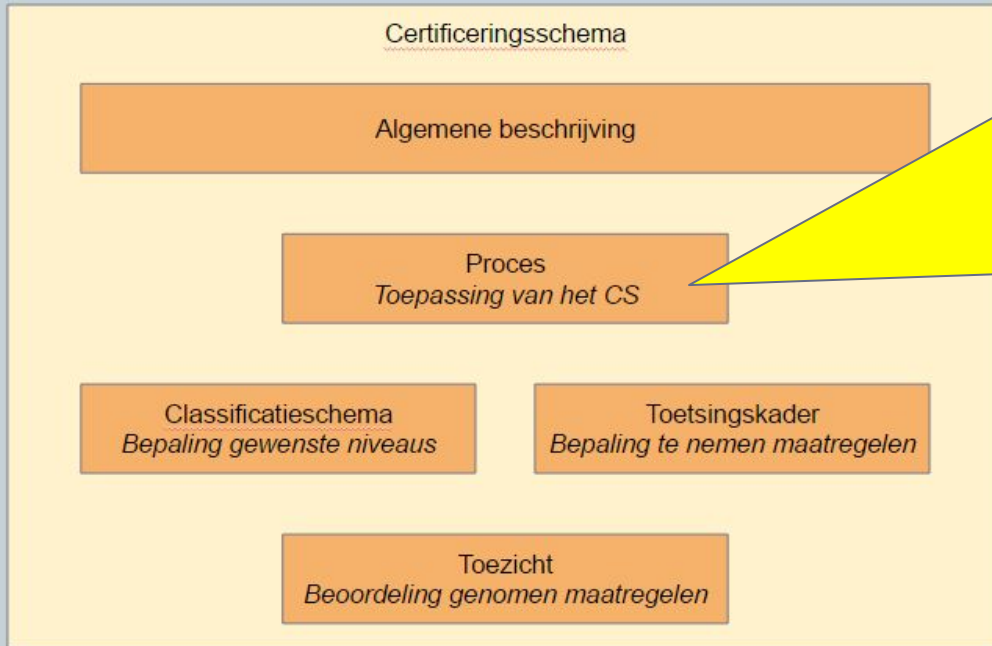 Certificeringsschema
Algemene beschrijving
Proces
Toepassing van het CS
Classificatieschema
Bepaling gewenste niveaus
Toetsingskader
Bepaling te nemen maatregelen
Toezicht
Beoordeling genomen maatregelen